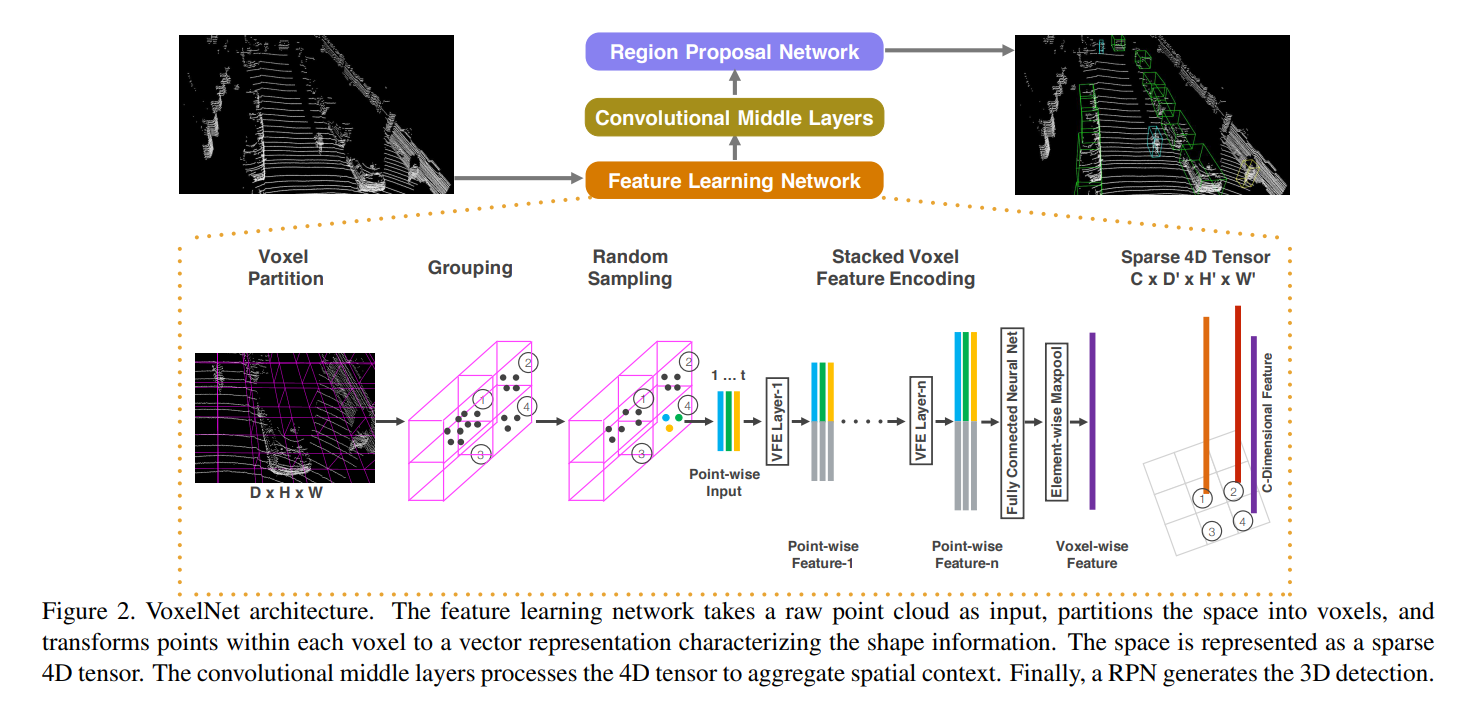 Region Proposal Network
Convolutional Middle Layers
Feature Learning Network
Voxel
Partition
Grouping
Random
Sampling
Stacked Voxel
Feature Encoding
Sparse 4D Tensor
C x D' x H' x W'
D x H x W
1
2
3
4
1
2
3
4
1 ... t
Point-wise
Input
VFE Layer-1
Point-wise
Feature-1
VFE Layer-n
Point-wise
Feature-n
Fully Connected Neural Net
Element-wise Maxpool
Voxel-wise
Feature
C-Dimensional Feature
1
2
3
4
Figure 2. VoxelNet architecture. The feature learning network takes a raw point cloud as input, partitions the space into voxels, and
transforms points within each voxel to a vector representation characterizing the shape information. The space is represented as a sparse
4D tensor. The convolutional middle layers processes the 4D tensor to aggregate spatial context. Finally, a RPN generates the 3D detection.